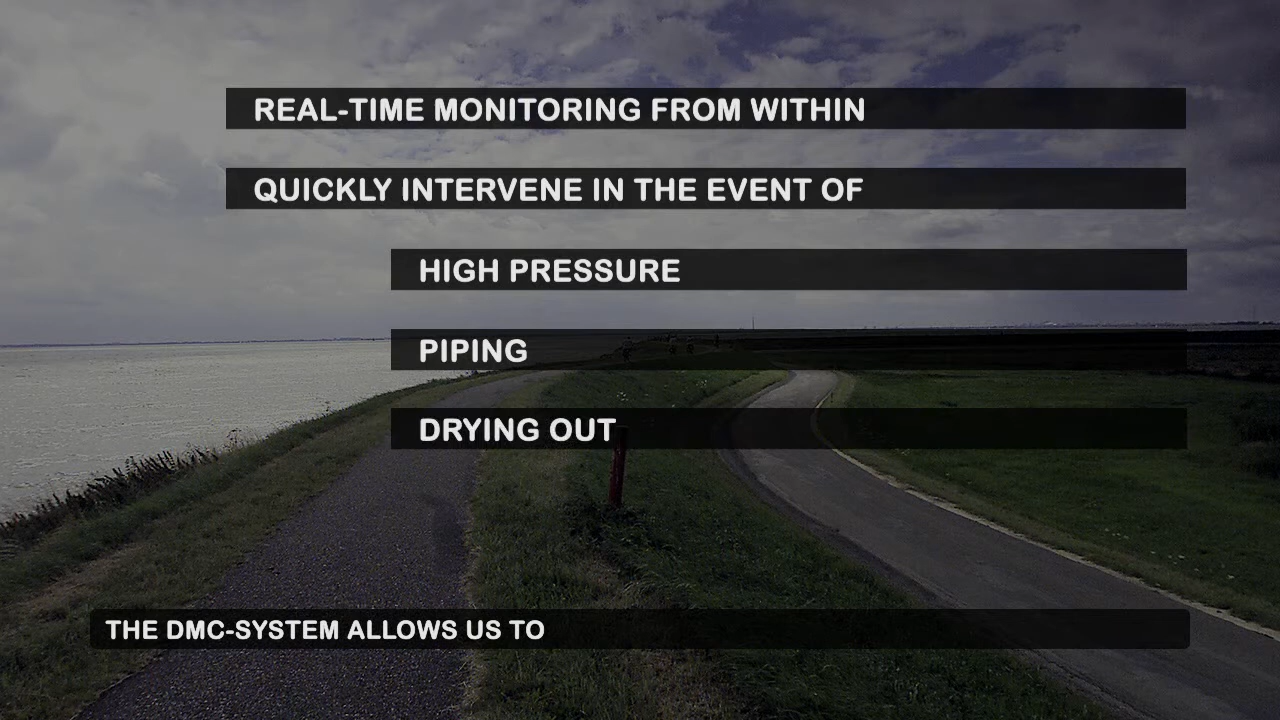 REAL-TIME MONITORING FROM WITHIN
QUICKLY INTERVENE IN THE EVENT OF
HIGH PRESSURE
PIPING
DRYING OUT
THE DMC-SYSTEM ALLOWS US TO